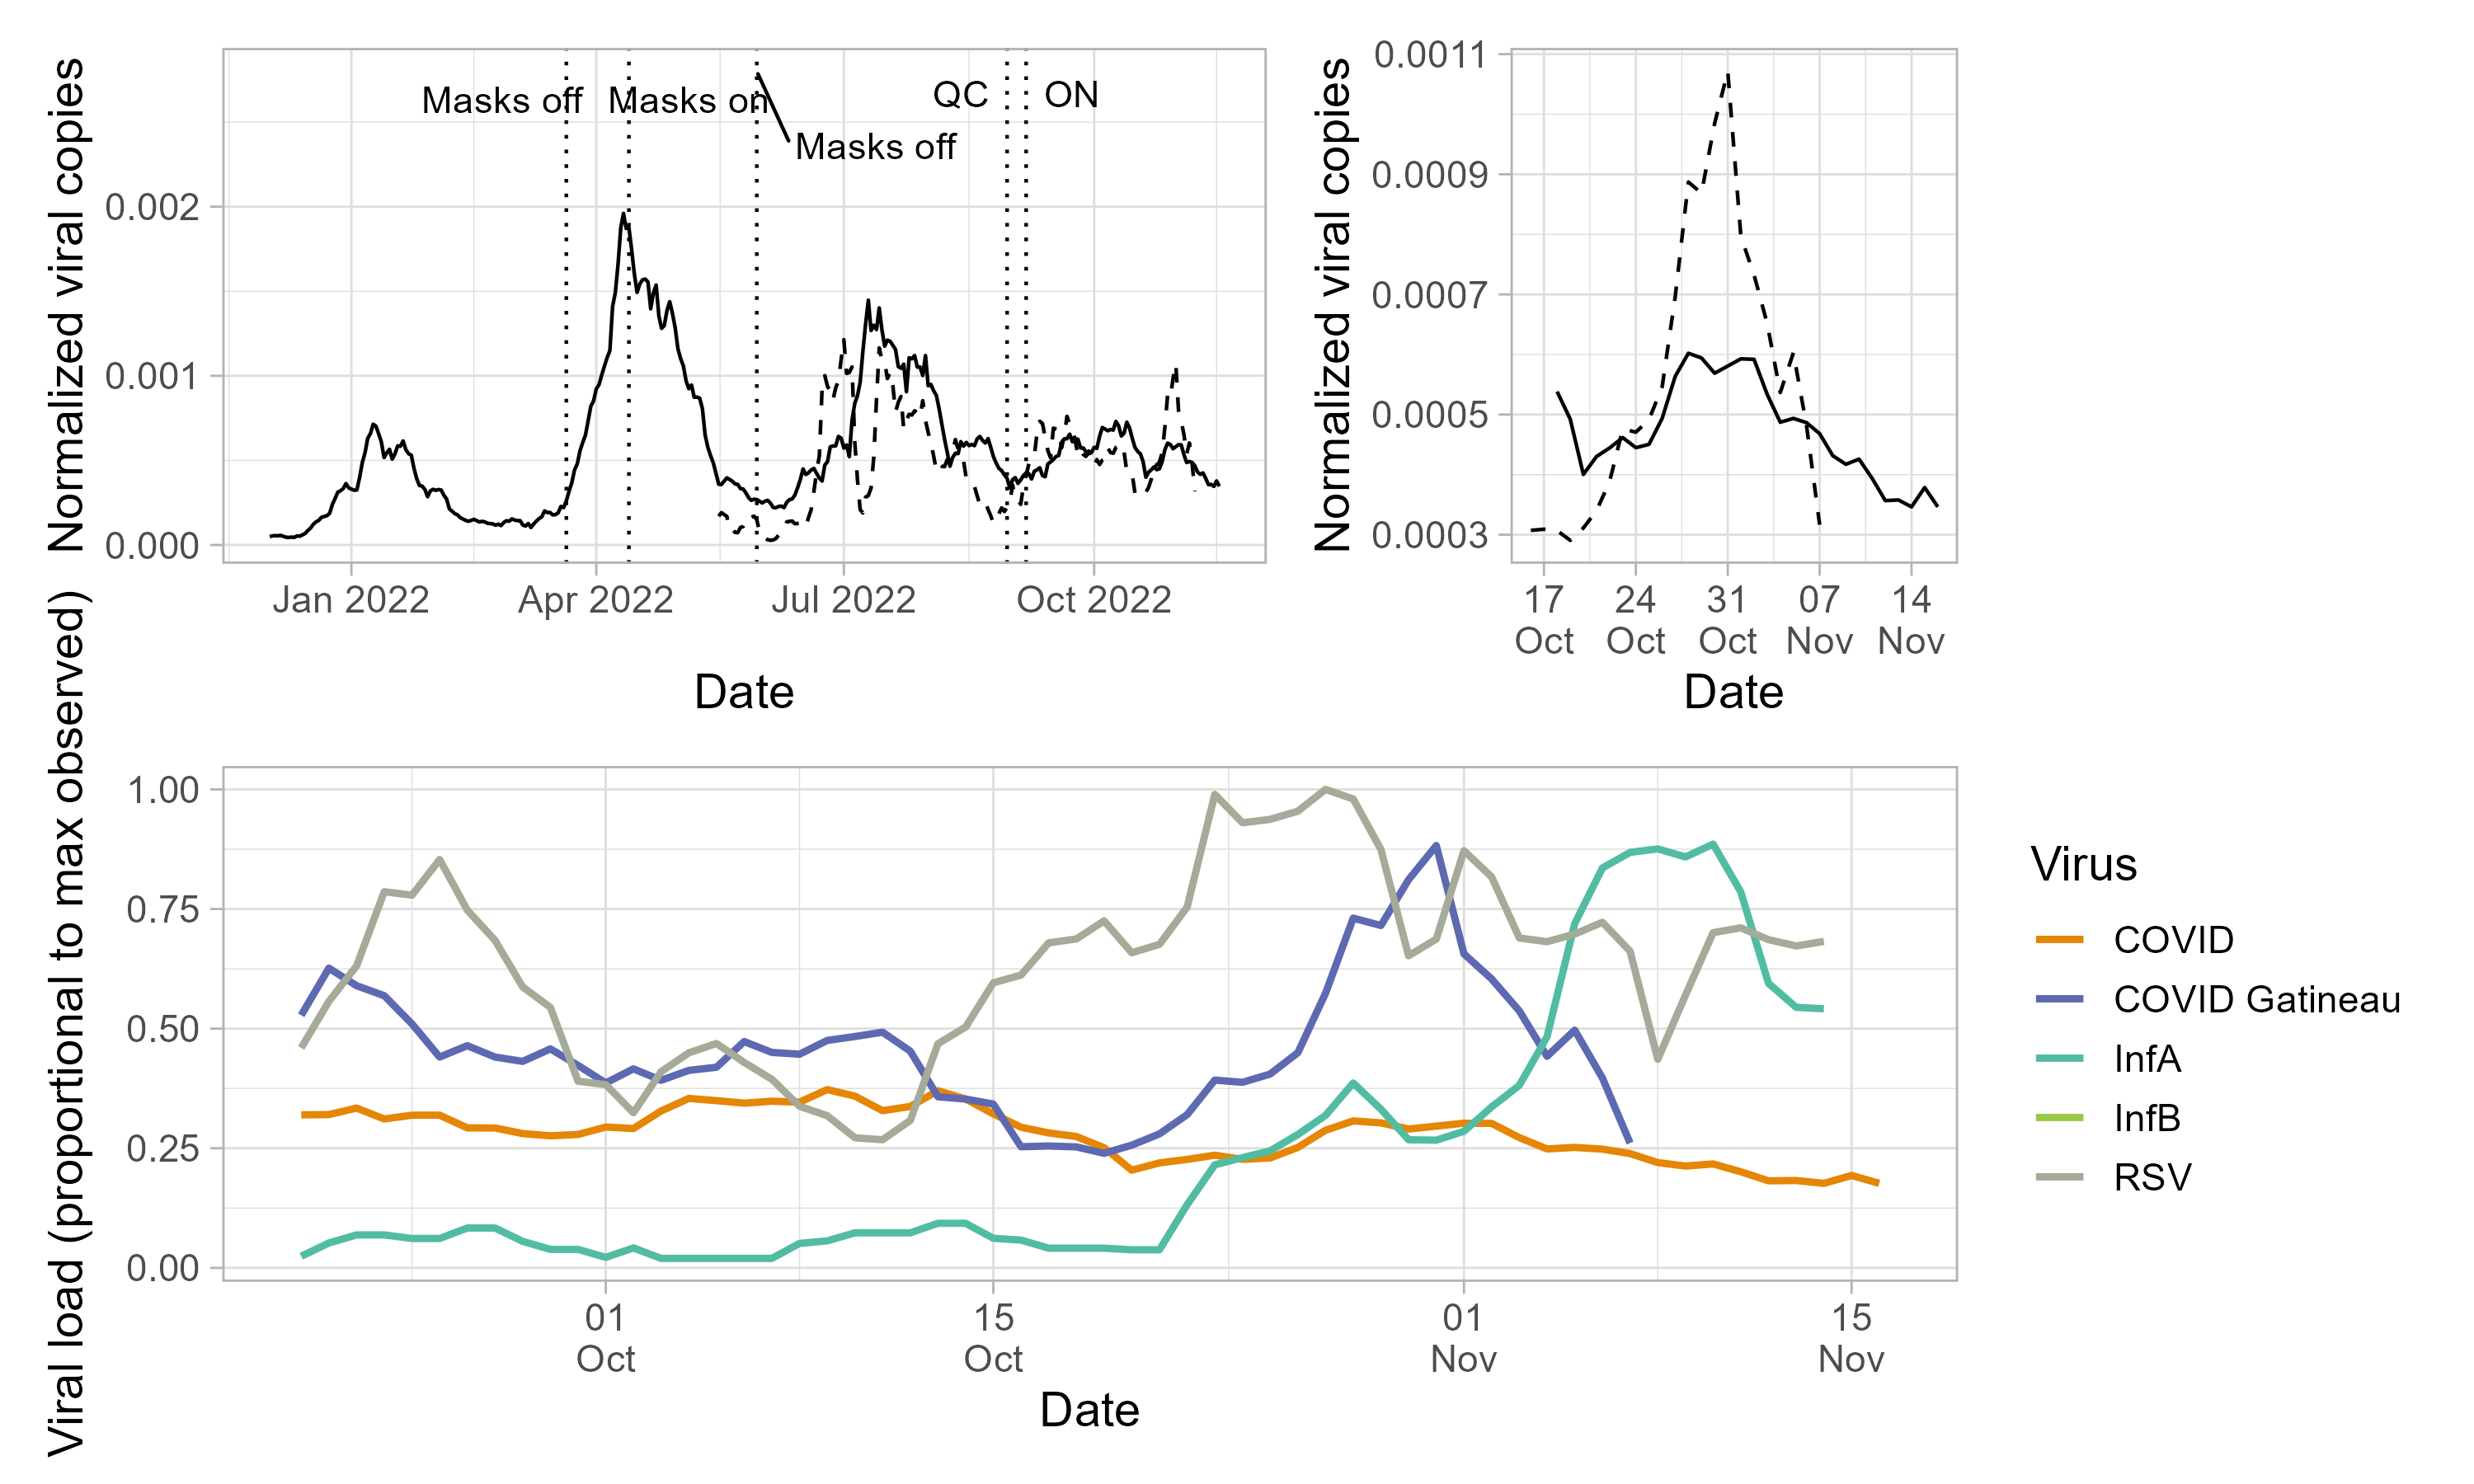 Normalized viral copies
0.002
0.001
0.000
Masks off
Masks on
Masks off
QC
ON
Jan 2022
Apr 2022
Jul 2022
Oct 2022
Date
Normalized viral copies
0.0011
0.0009
0.0007
0.0005
0.0003
17
Oct
24
Oct
31
Oct
07
Nov
14
Nov
Date
Viral load (proportional to max observed)
1.00
0.75
0.50
0.25
0.00
01
Oct
15
Oct
01
Nov
15
Nov
Date
Virus
COVID
COVID Gatineau
InfA
InfB
RSV